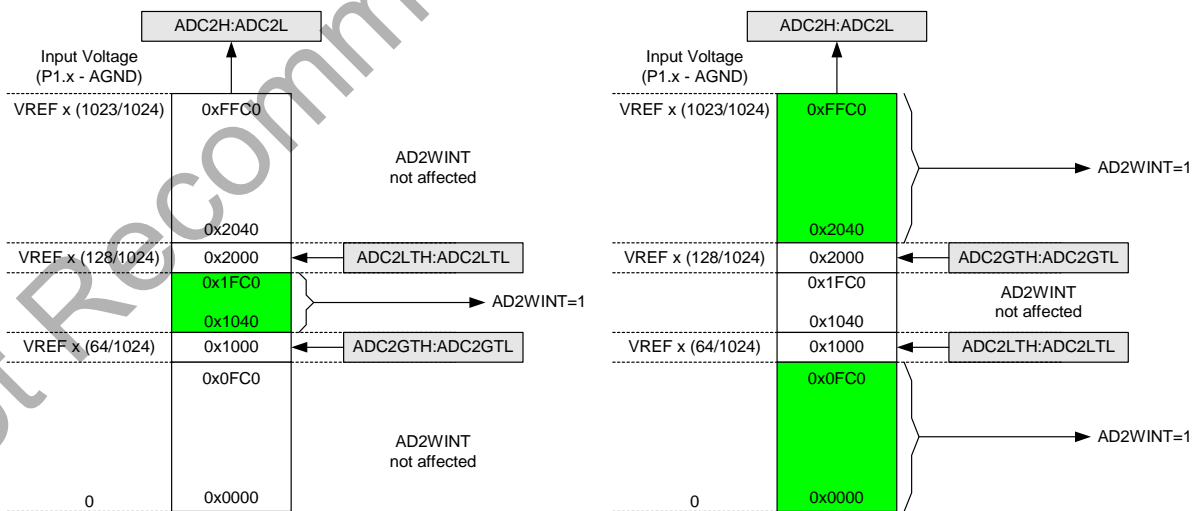 ADC2H:ADC2L
Input Voltage
(P1.x - AGND)
VREF x (1023/1024)
0xFFC0
AD2WINT
not affected
0x2040
VREF x (128/1024)
0x2000
ADC2LTH:ADC2LTL
0x1FC0
AD2WINT=1
0x1040
VREF x (64/1024)
0x1000
ADC2GTH:ADC2GTL
0x0FC0
AD2WINT
not affected
0
0x0000
ADC2H:ADC2L
Input Voltage
(P1.x - AGND)
VREF x (1023/1024)
0xFFC0
AD2WINT=1
0x2040
VREF x (128/1024)
0x2000
ADC2GTH:ADC2GTL
0x1FC0
AD2WINT
not affected
0x1040
VREF x (64/1024)
0x1000
ADC2LTH:ADC2LTL
0x0FC0
AD2WINT=1
0
0x0000